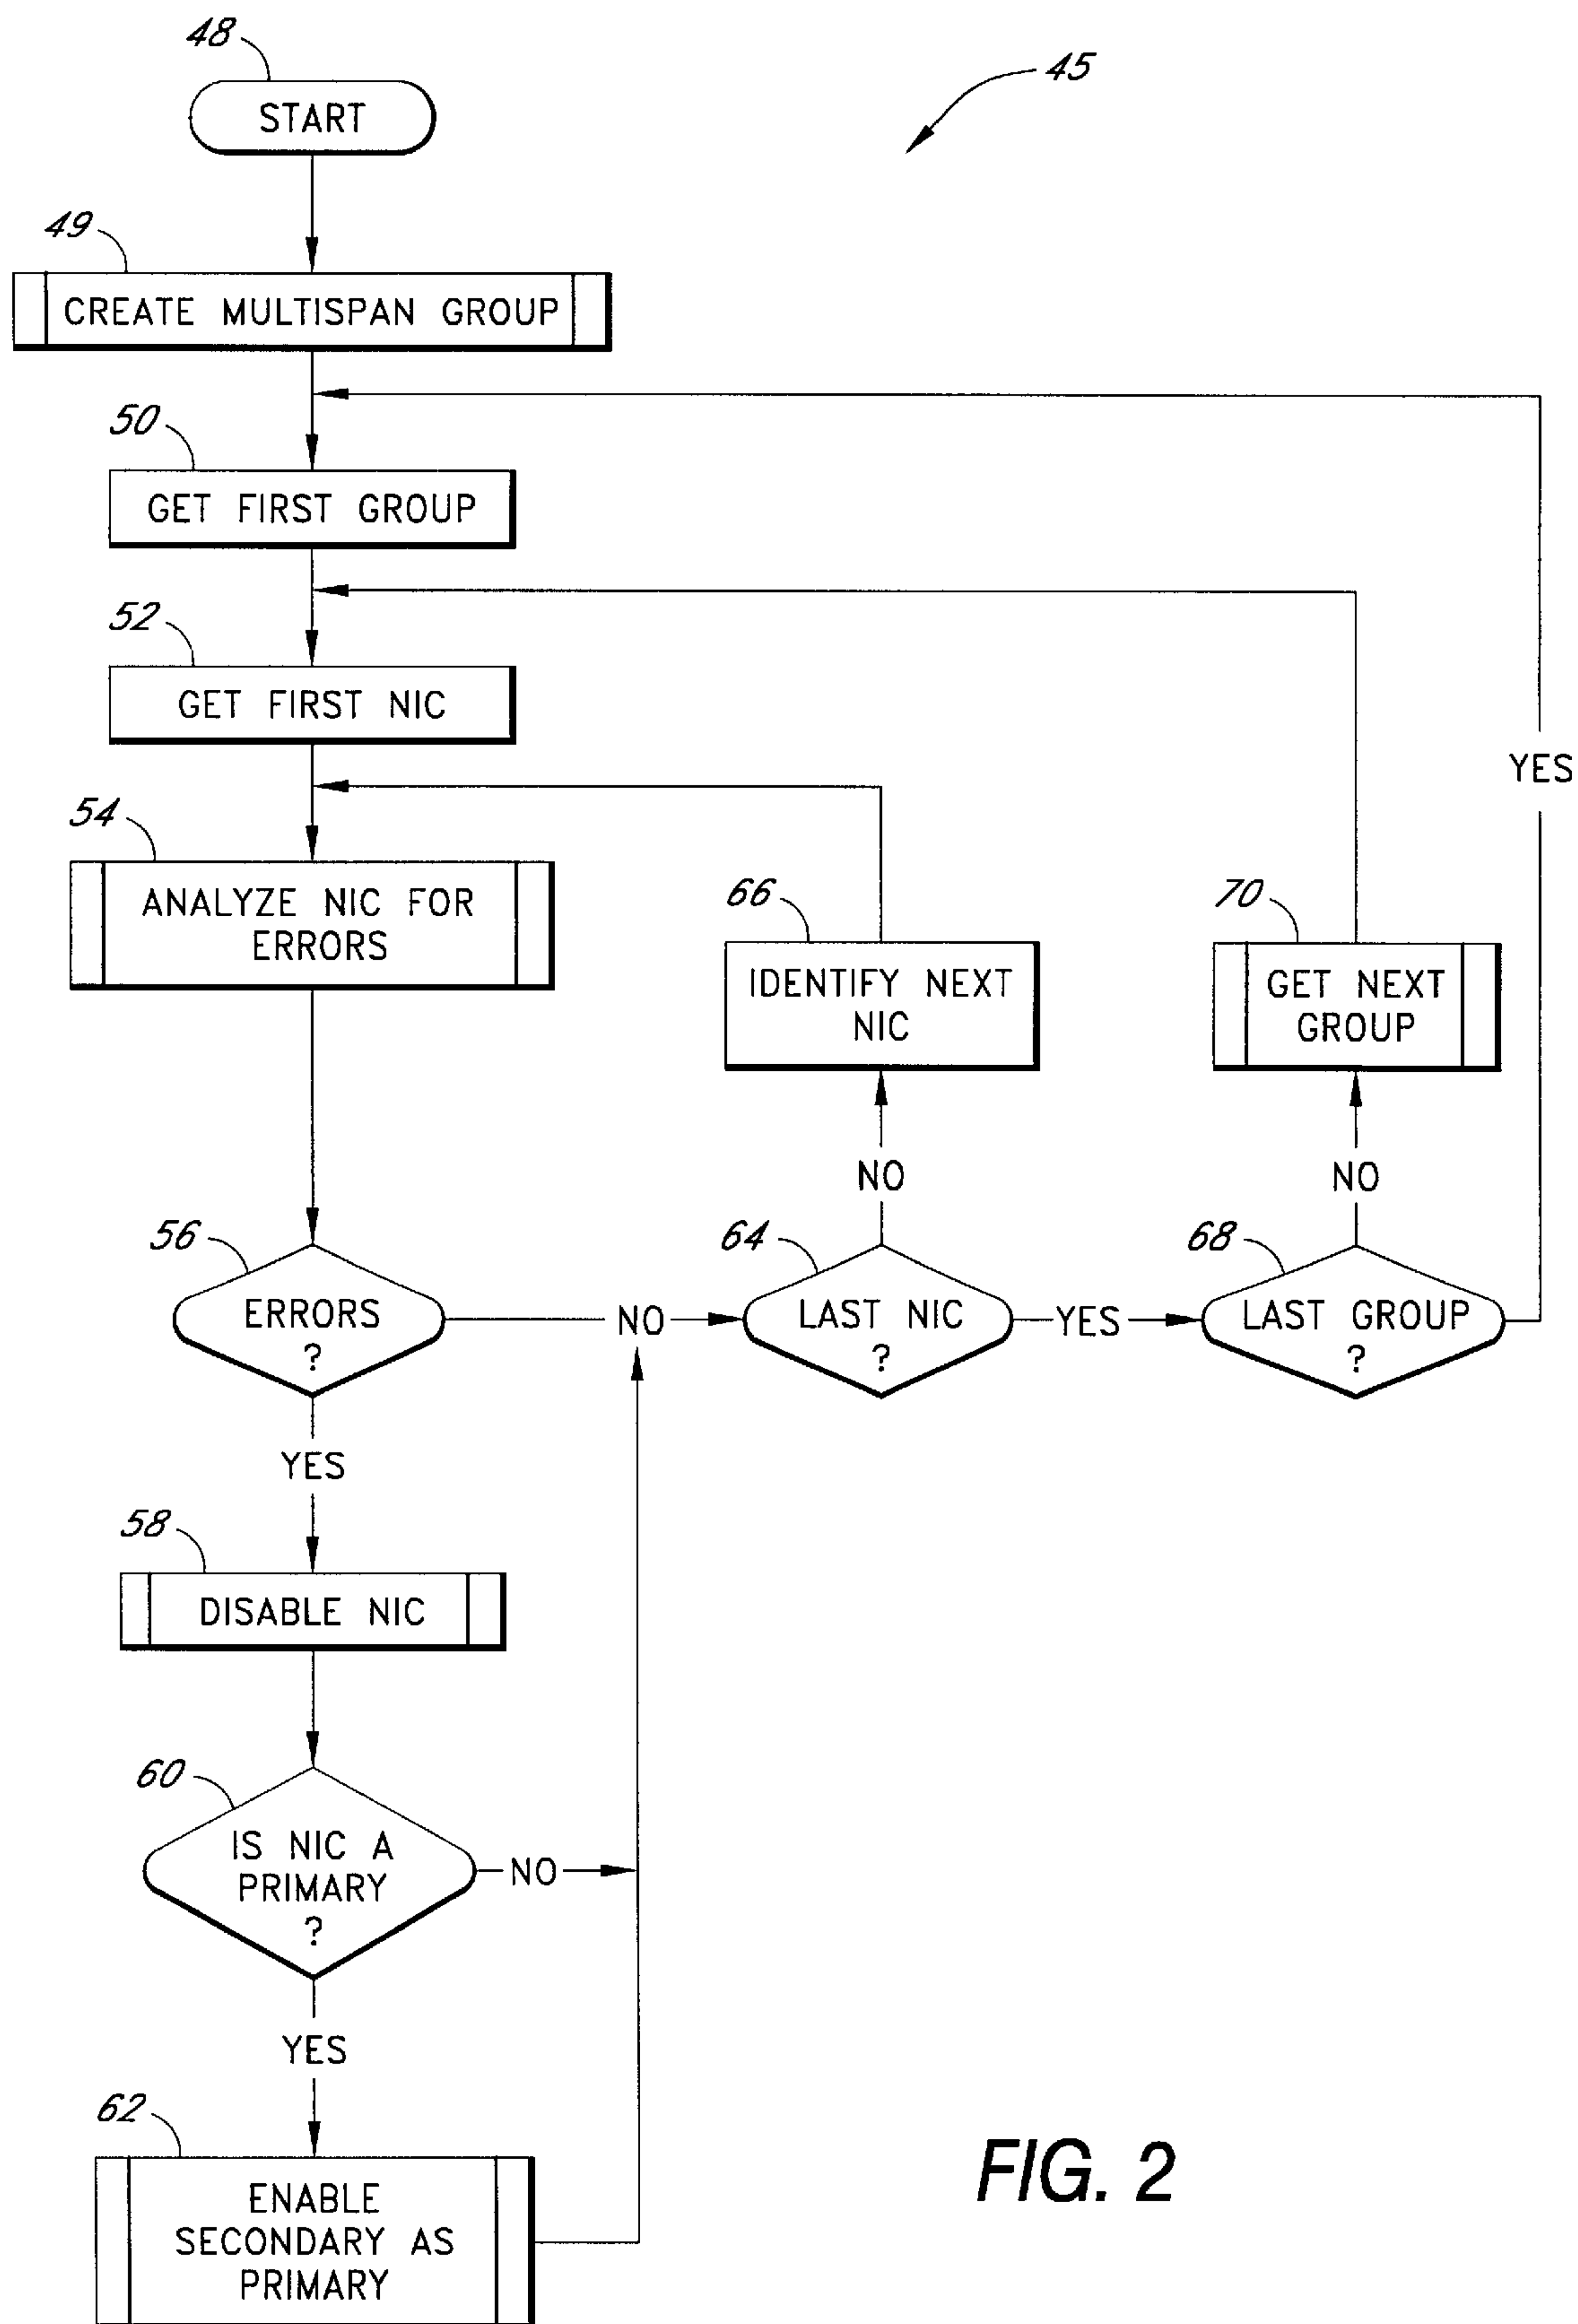 48
START
45
49
CREATE MULTISPAN GROUP
50
GET FIRST GROUP
52
GET FIRST NIC
YES
54
ANALYZE NIC FOR
ERRORS
66
IDENTIFY NEXT
NIC
70
GET NEXT
GROUP
NO
NO
56
ERRORS
?
NO
64
LAST NIC
?
YES
68
LAST GROUP
?
YES
58
DISABLE NIC
60
IS NIC A
PRIMARY
?
NO
YES
62
ENABLE
SECONDARY AS
PRIMARY
FIG. 2